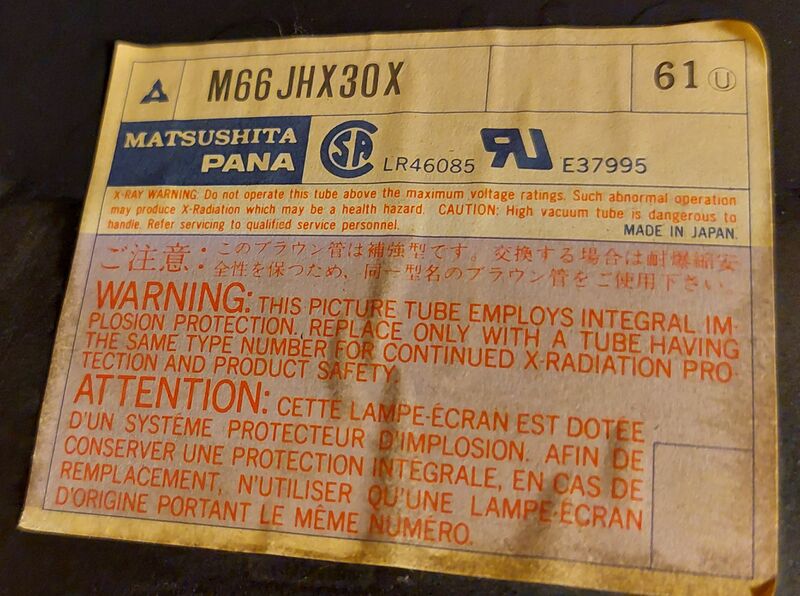 M66JHX30X
61 U
MATSUSHITA
PANA
CSA LR46085 E37995
X-RAY WARNING: Do not operate this tube above the maximum voltage ratings. Such abnormal operation
may produce X-Radiation which may be a health hazard. CAUTION: High vacuum tube is dangerous to
handle. Refer servicing to qualified service personnel.
MADE IN JAPAN.
ご注意・このブラウン管は補強型です。交換する場合は耐爆縮安
全性を保つため、同一型名のブラウン管をご使用下さい。
WARNING: THIS PICTURE TUBE EMPLOYS INTEGRAL IM-
PLOSION PROTECTION. REPLACE ONLY WITH A TUBE HAVING
THE SAME TYPE NUMBER FOR CONTINUED X-RADIATION PRO-
TECTION AND PRODUCT SAFETY.
ATTENTION: CETTE LAMPE-ÉCRAN EST DOTÉE
D'UN SYSTÉME PROTECTEUR D'IMPLOSION. AFIN DE
CONSERVER UNE PROTECTION INTÉGRALE, EN CAS DE
REMPLACEMENT, N'UTILISER QU'UNE LAMPE-ÉCRAN
D'ORIGINE PORTANT LE MÊME NUMÉRO.